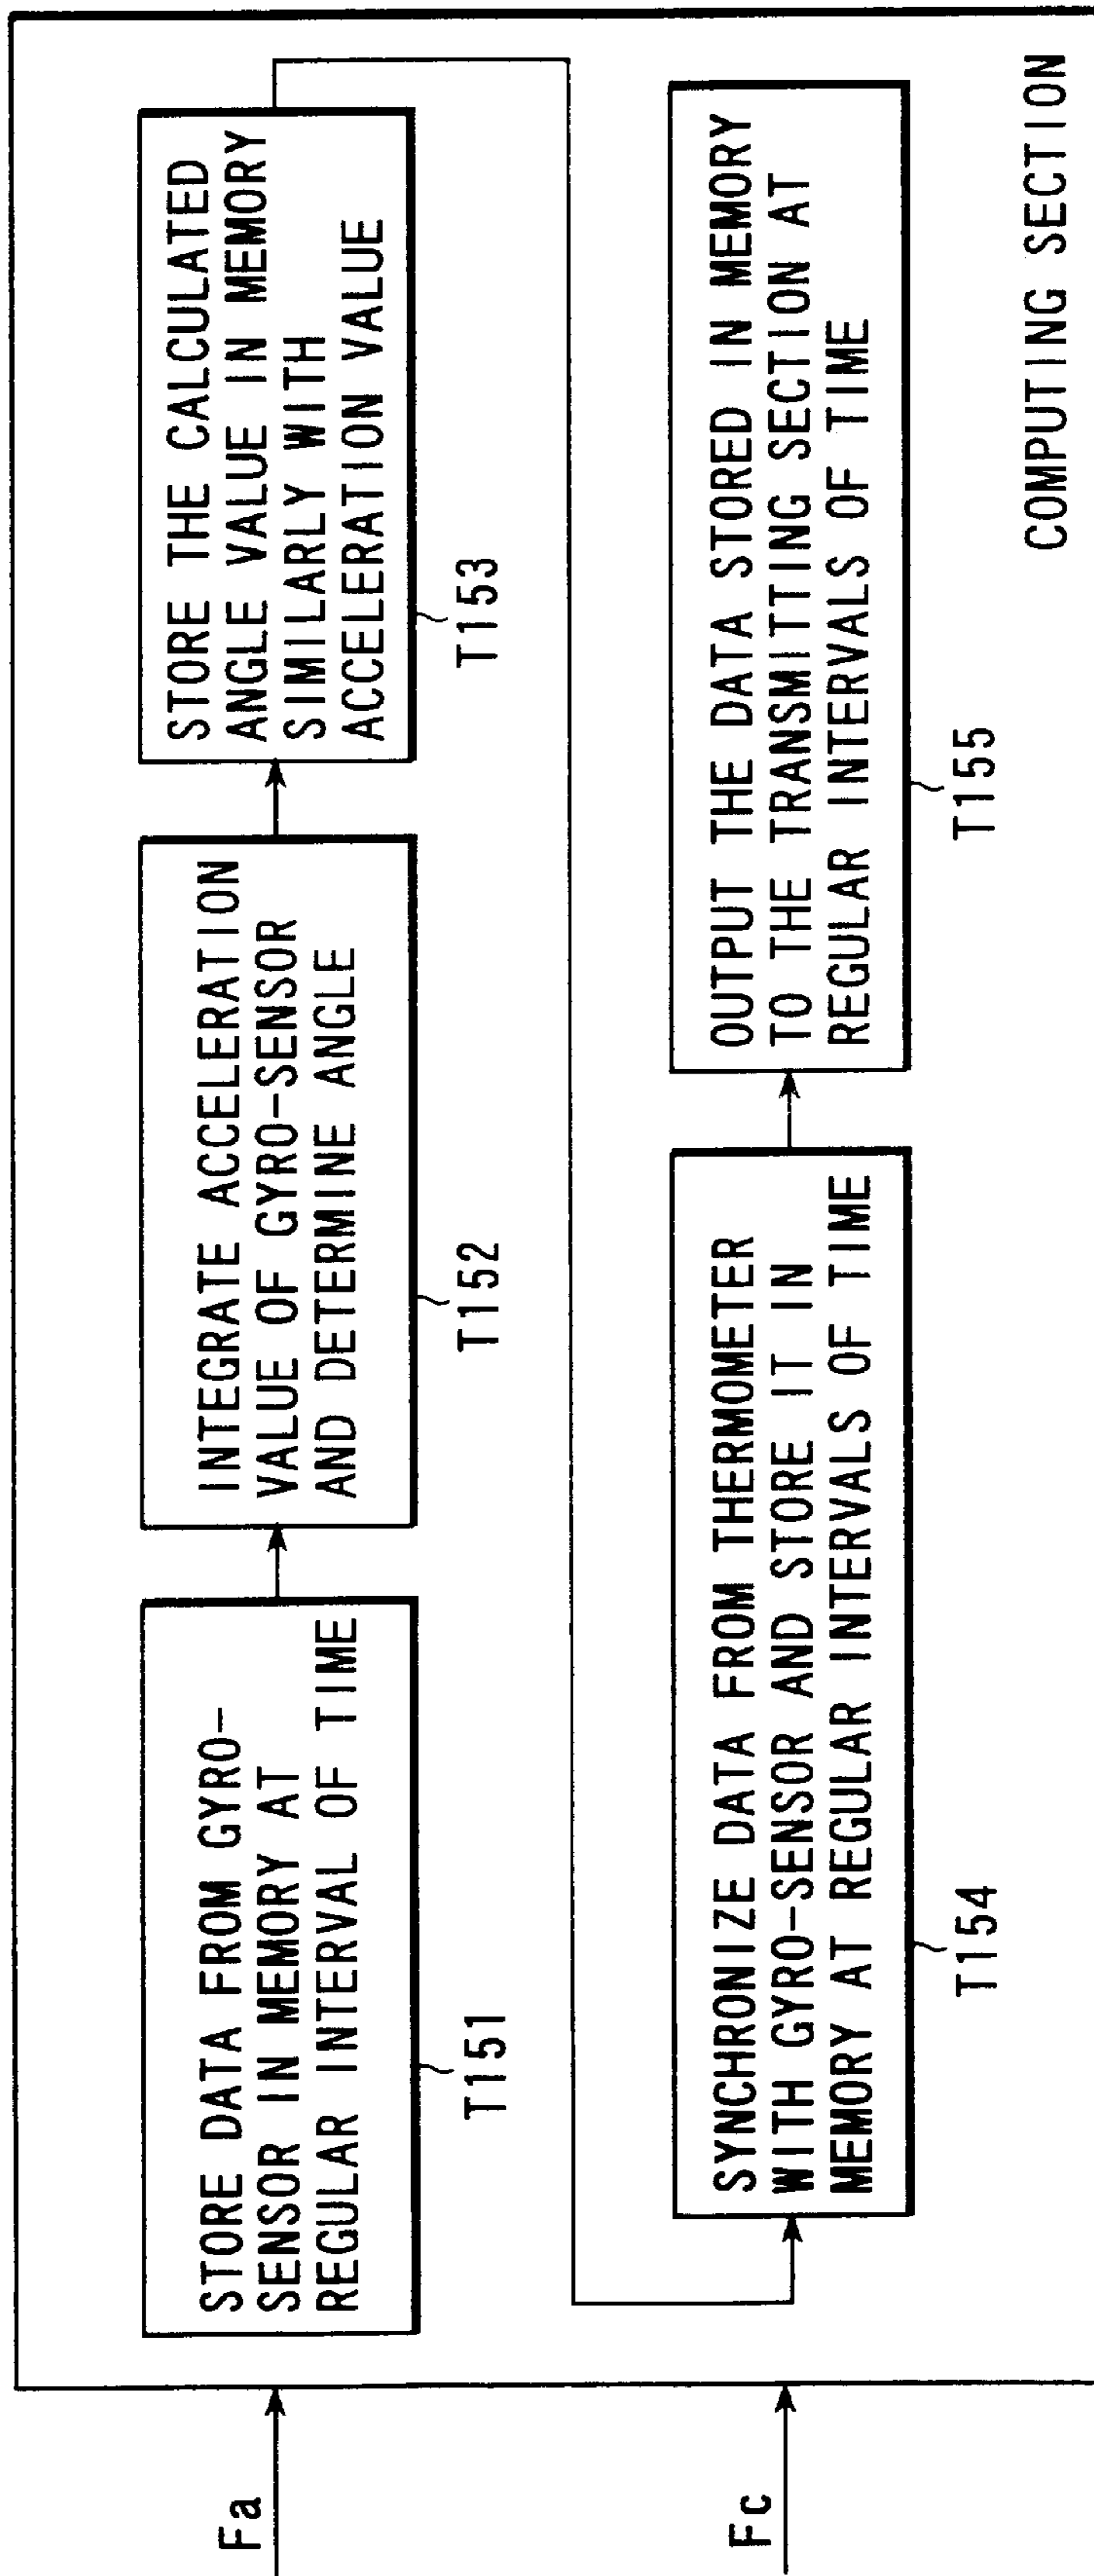 Fa
STORE DATA FROM GYRO-
SENSOR IN MEMORY AT
REGULAR INTERVAL OF TIME
T151
INTEGRATE ACCELERATION
VALUE OF GYRO-SENSOR
AND DETERMINE ANGLE
T152
STORE THE CALCULATED
ANGLE VALUE IN MEMORY
SIMILARLY WITH
ACCELERATION VALUE
T153
Fc
SYNCHRONIZE DATA FROM THERMOMETER
WITH GYRO-SENSOR AND STORE IT IN
MEMORY AT REGULAR INTERVALS OF TIME
T154
OUTPUT THE DATA STORED IN MEMORY
TO THE TRANSMITTING SECTION AT
REGULAR INTERVALS OF TIME
T155
COMPUTING SECTION